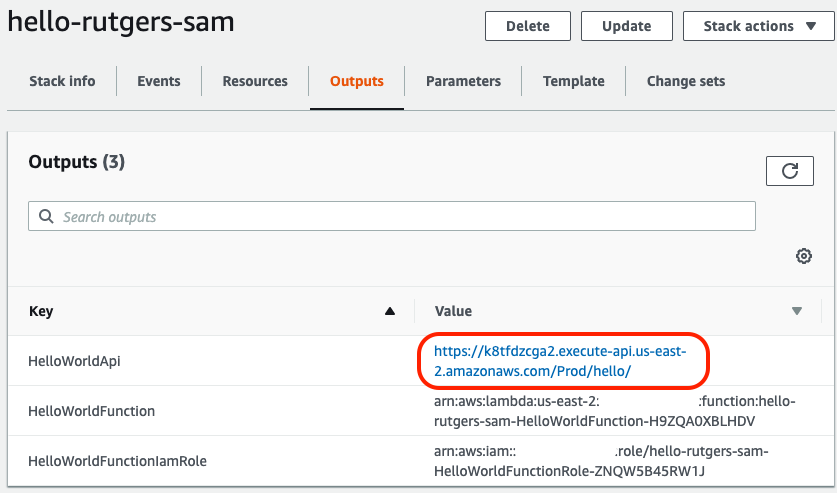 hello-rutgers-sam
Delete
Update
Stack actions
Stack info
Events
Resources
Outputs
Parameters
Template
Change sets
Outputs (3)
Search outputs
Key
Value
HelloWorldApi
https://k8tfdzcga2.execute-api.us-east-
2.amazonaws.com/Prod/hello/
HelloWorldFunction
arn:aws:lambda:us-east-2: :function:hello-
rutgers-sam-HelloWorldFunction-H9ZQA0XBLHDV
HelloWorldFunctionIamRole
arn:aws:iam:: .role/hello-rutgers-sam-
HelloWorldFunctionRole-ZNQW5B45RW1J